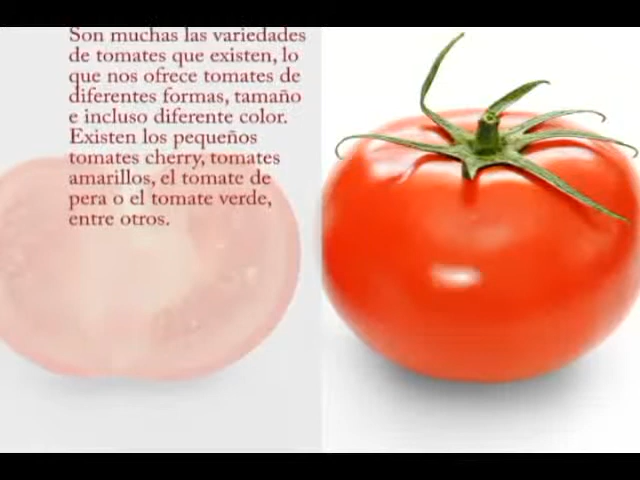 Son muchas las variedades
de tomates que existen, lo
que nos ofrece tomates de
diferentes formas, tamaño
e incluso diferente color.
Existen los pequeños
tomates cherry, tomates
amarillos, el tomate de
pera o el tomate verde,
entre otros.